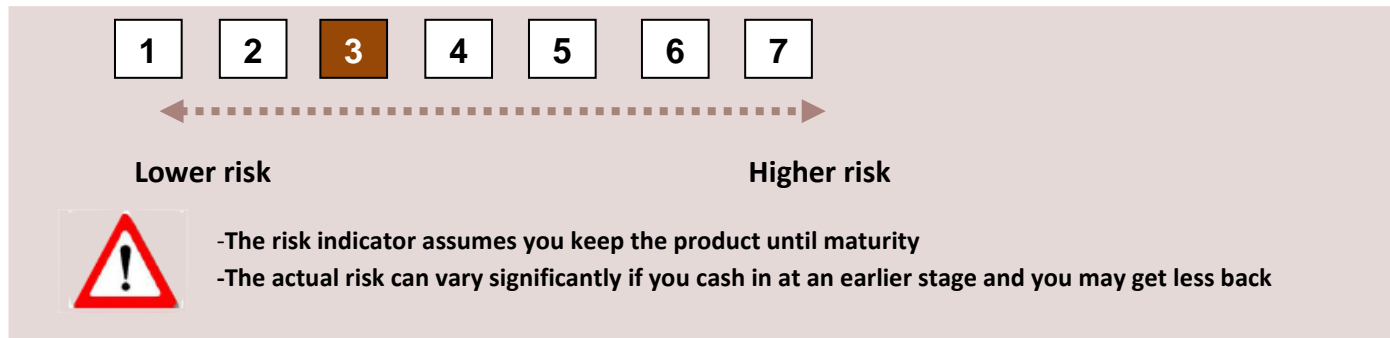 1 2 3 4 5 6 7
Lower risk Higher risk
-The risk indicator assumes you keep the product until maturity
-The actual risk can vary significantly if you cash in at an earlier stage and you may get less back